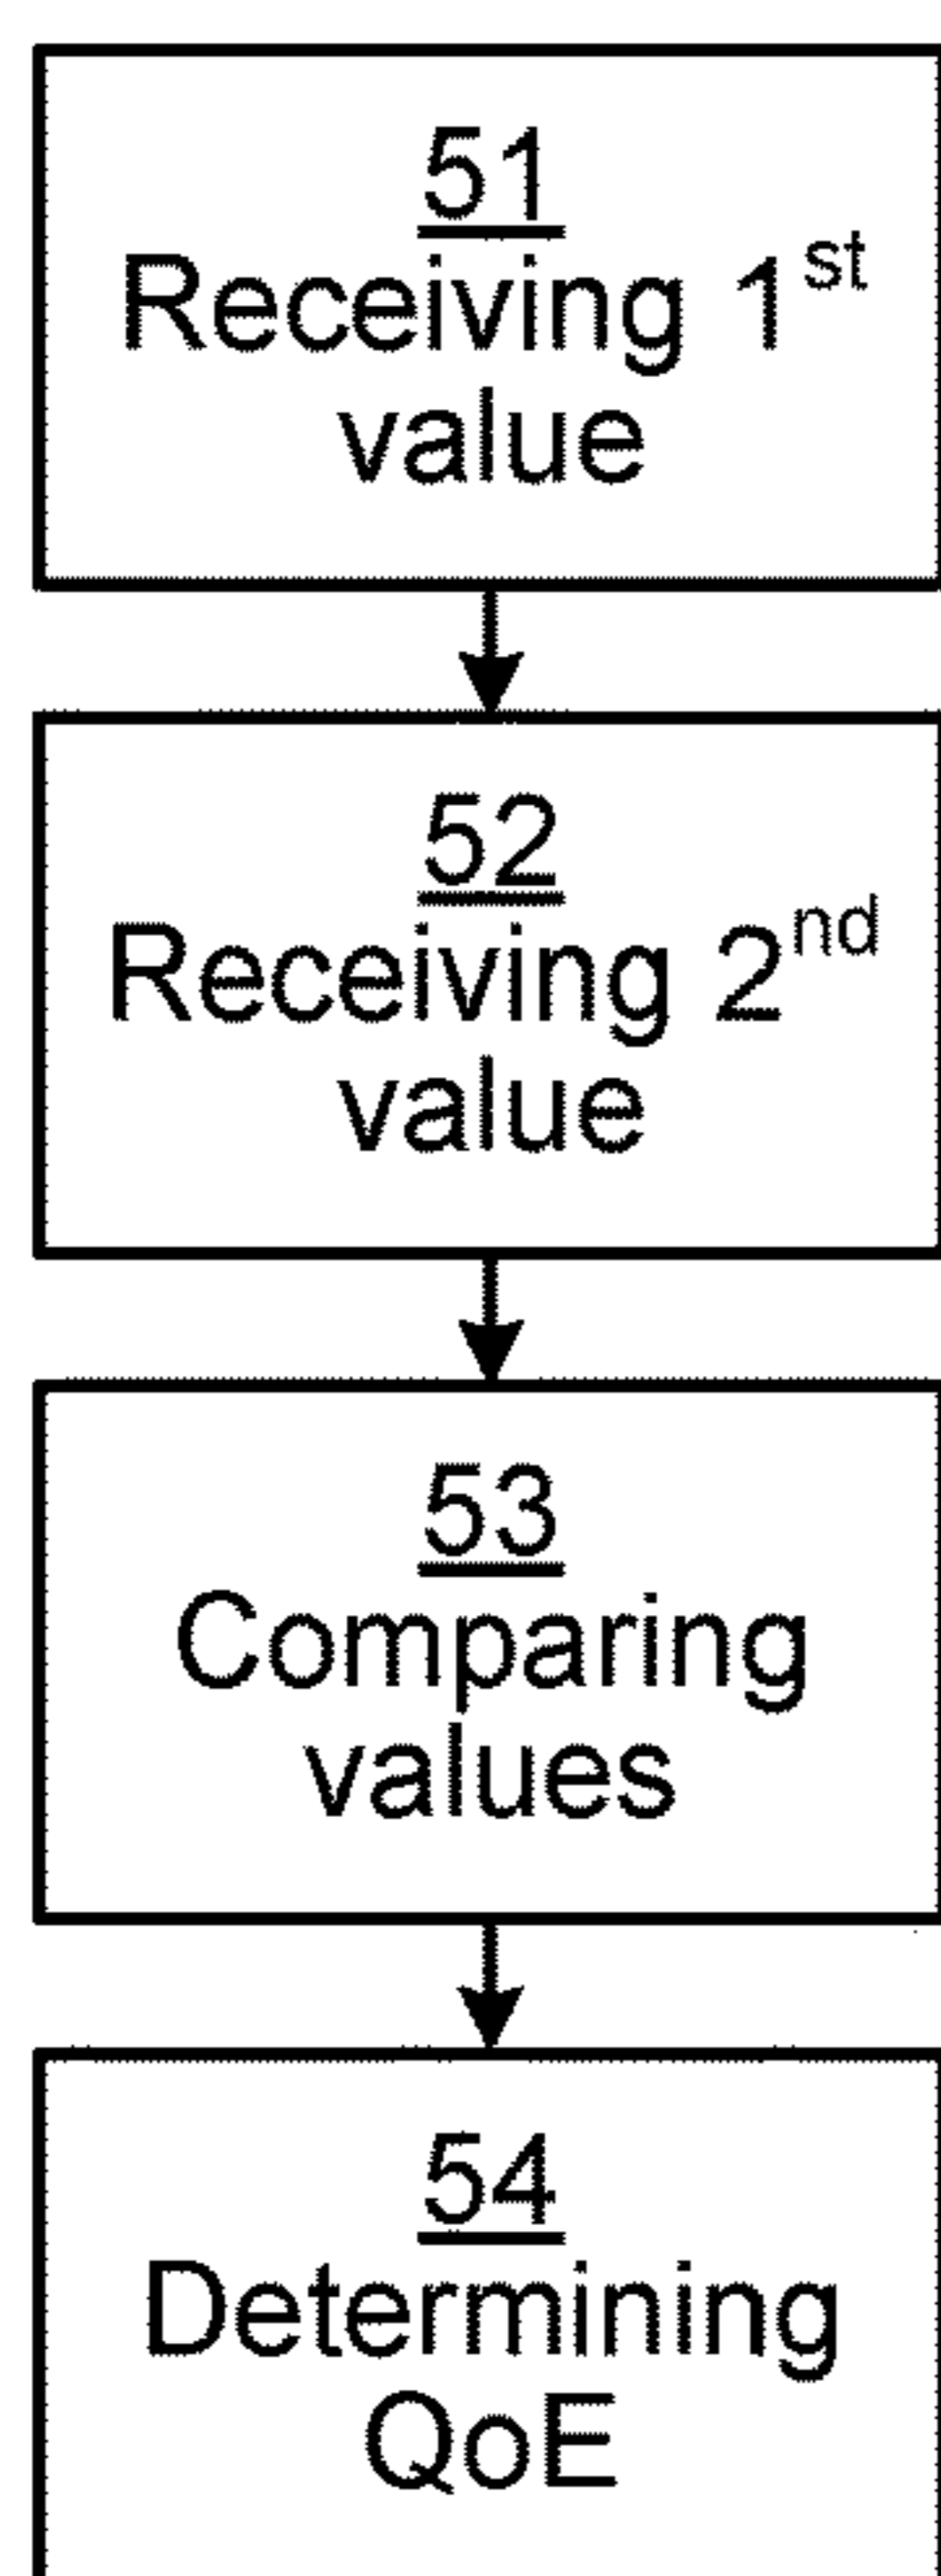 51
Receiving 1st
value
52
Receiving 2nd
value
53
Comparing
values
54
Determining
QoE